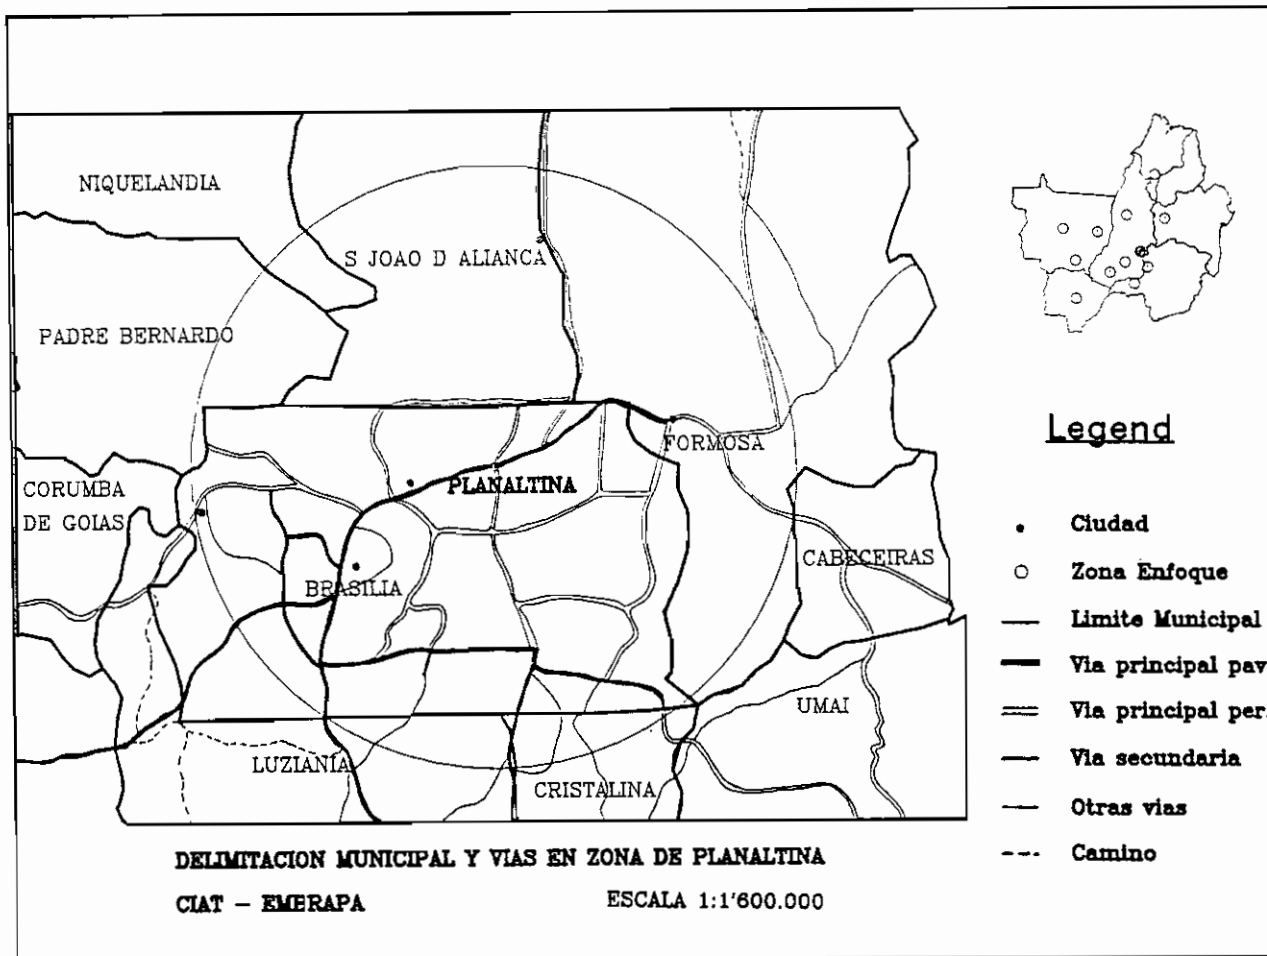 NIQUELANDIA
S JOAO D ALIANCA
PADRE BERNARDO
FORMOSA
CORUMBA
DE GOIAS
PLANALTINA
CABECEIRAS
BRASILIA
UMAI
LUZIANIA
CRISTALINA
Legend
Ciudad
Zona Enfoque
Limite Municipal
Via principal pav
Via principal per
Via secundaria
Otras vias
Camino
DELIMITACION MUNICIPAL Y VIAS EN ZONA DE PLANALTINA
CIAT - EMBRAPA
ESCALA 1:1'600.000